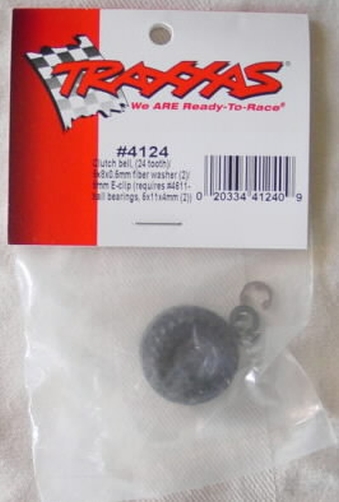 TRAXXAS®
We ARE Ready-To-Race®
#4124
Clutch bell, (24 tooth)/
5x8x0.5mm fiber washer (2)/
5mm E-clip (requires #4611-
ball bearings, 5x11x4mm (2))
0 20334 41240 9